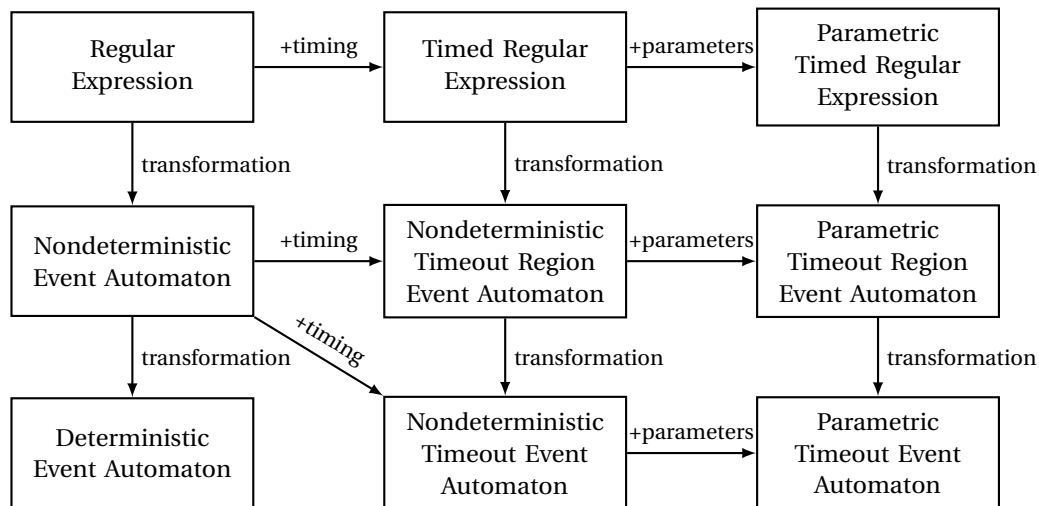 Regular
Expression
+timing
Timed Regular
Expression
+parameters
Parametric
Timed Regular
Expression
transformation
transformation
transformation
Nondeterministic
Event Automaton
+timing
Nondeterministic
Timeout Region
Event Automaton
+parameters
Parametric
Timeout Region
Event Automaton
transformation
+timing
transformation
transformation
Deterministic
Event Automaton
Nondeterministic
Timeout Event
Automaton
+parameters
Parametric
Timeout Event
Automaton